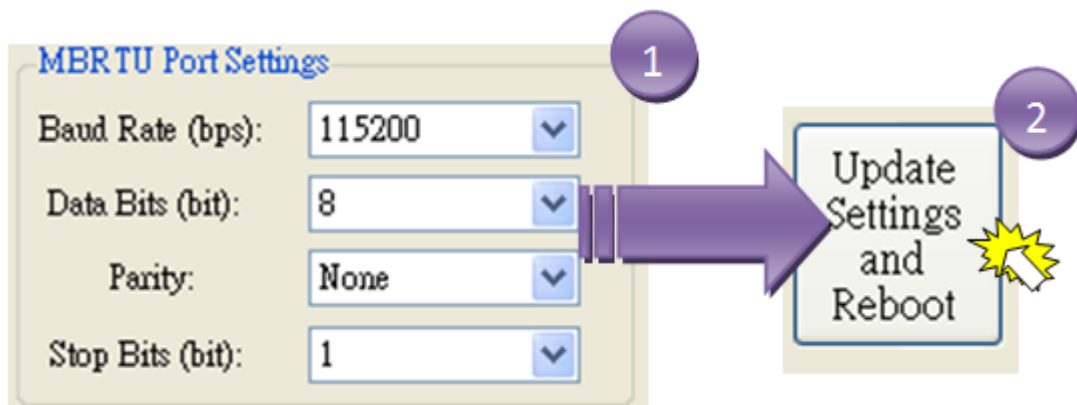 MBRTU Port Settings
1
Baud Rate (bps): 115200
Data Bits (bit): 8
Parity: None
Stop Bits (bit): 1
2
Update
Settings
and
Reboot